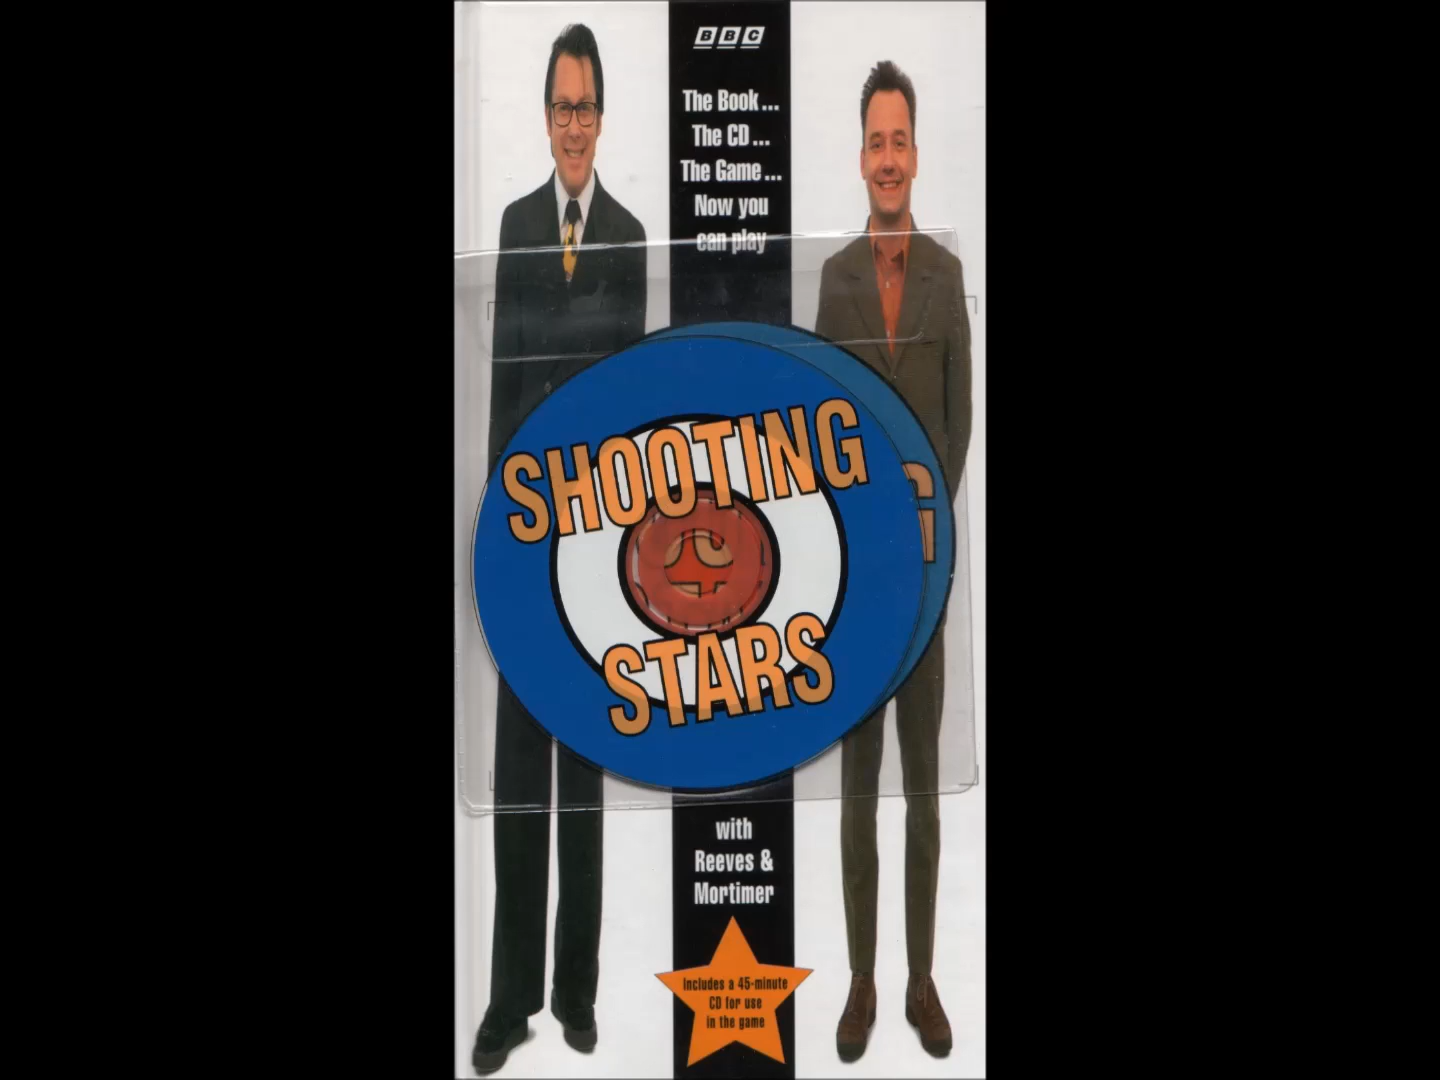 BBC
The Book ...
The CD ...
The Game ...
Now you
can play
SHOOTING
STARS
with
Reeves &
Mortimer
Includes a 45-minute
CD for use
in the game